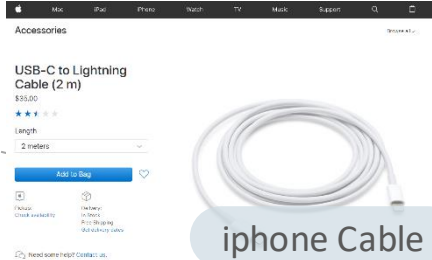 Mac iPad iPhone Watch TV Music Support
Accessories
USB-C to Lightning
Cable (2 m)
$35.00
Length
2 meters
Add to Bag
Pickup:
Check availability
Delivery:
In Stock
Free Shipping
Get delivery dates
Need some help? Contact us.
iphone Cable